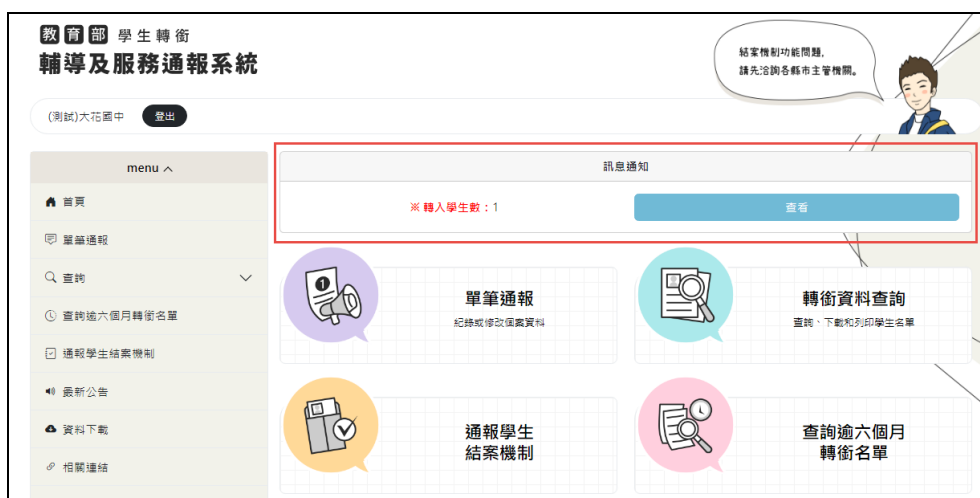 教育部 學生轉銜
輔導及服務通報系統
結案機制功能問題,
請先洽詢各縣市主管機關。
(測試)大花國中 登出
menu
首頁
單筆通報
查詢
查詢逾六個月轉銜名單
通報學生結案機制
最新公告
資料下載
相關連結
訊息通知
※ 轉入學生數：1 查看
單筆通報
紀錄或修改個案資料
轉銜資料查詢
查詢、下載和列印學生名單
通報學生
結案機制
查詢逾六個月
轉銜名單